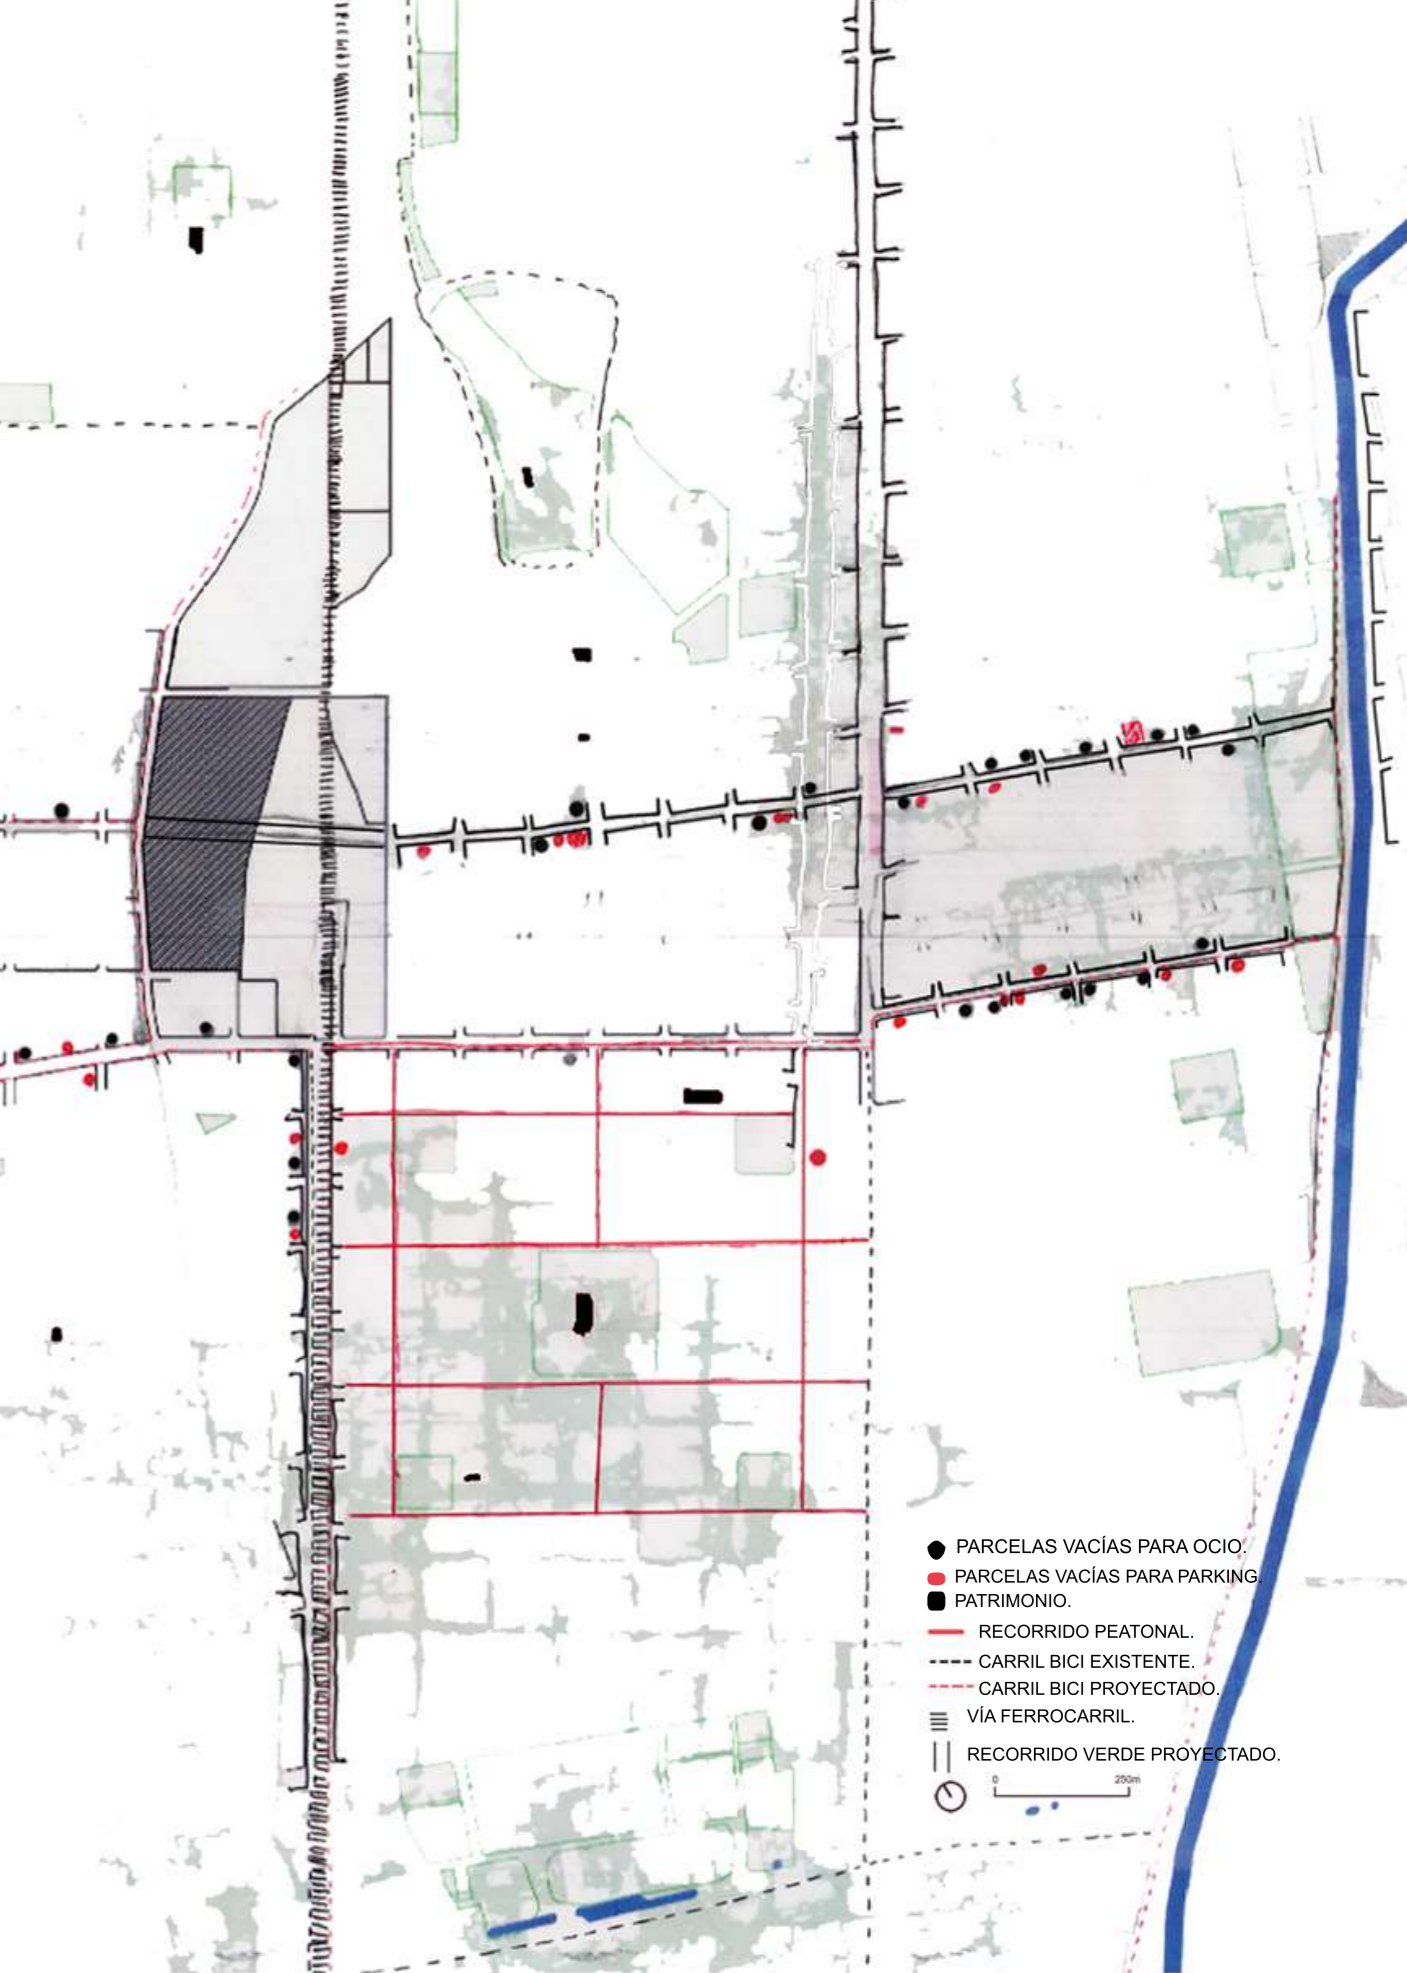 PARCELAS VACÍAS PARA OCIO.
PARCELAS VACÍAS PARA PARKING.
PATRIMONIO.
RECORRIDO PEATONAL.
CARRIL BICI EXISTENTE.
CARRIL BICI PROYECTADO.
VÍA FERROCARRIL.
RECORRIDO VERDE PROYECTADO.
0 250m